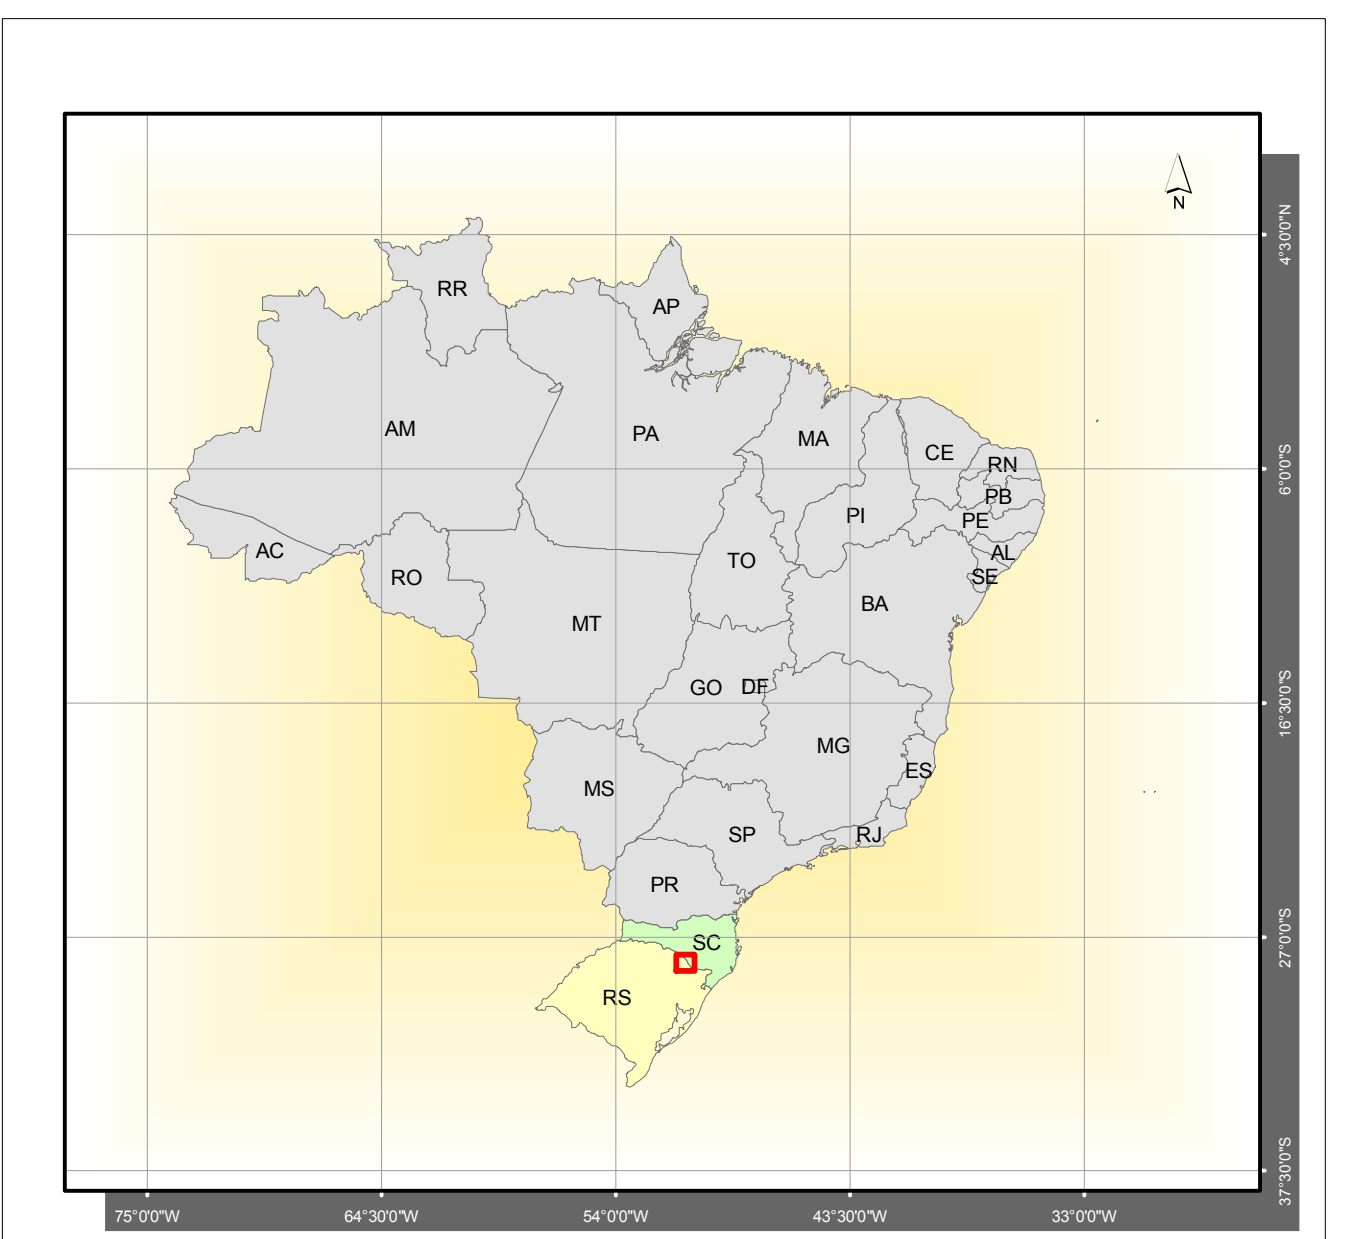 N
4°30'0"N
RR
AP
AM
PA
MA
CE
RN
6°0'0"S
PB
PI
PE
AC
TO
AL
RO
SE
BA
MT
GO
DF
16°30'0"S
MG
ES
MS
SP
RJ
PR
SC
27°0'0"S
RS
37°30'0"S
75°0'0"W 64°30'0"W 54°0'0"W 43°30'0"W 33°0'0"W